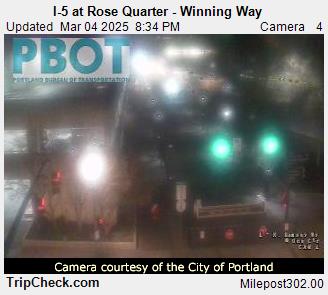 I-5 at Rose Quarter - Winning Way
Updated Mar 04 2025 8:34 PM Camera 4
PBOT
PORTLAND BUREAU OF TRANSPORTATION
Camera courtesy of the City of Portland
TripCheck.com Milepost302.00